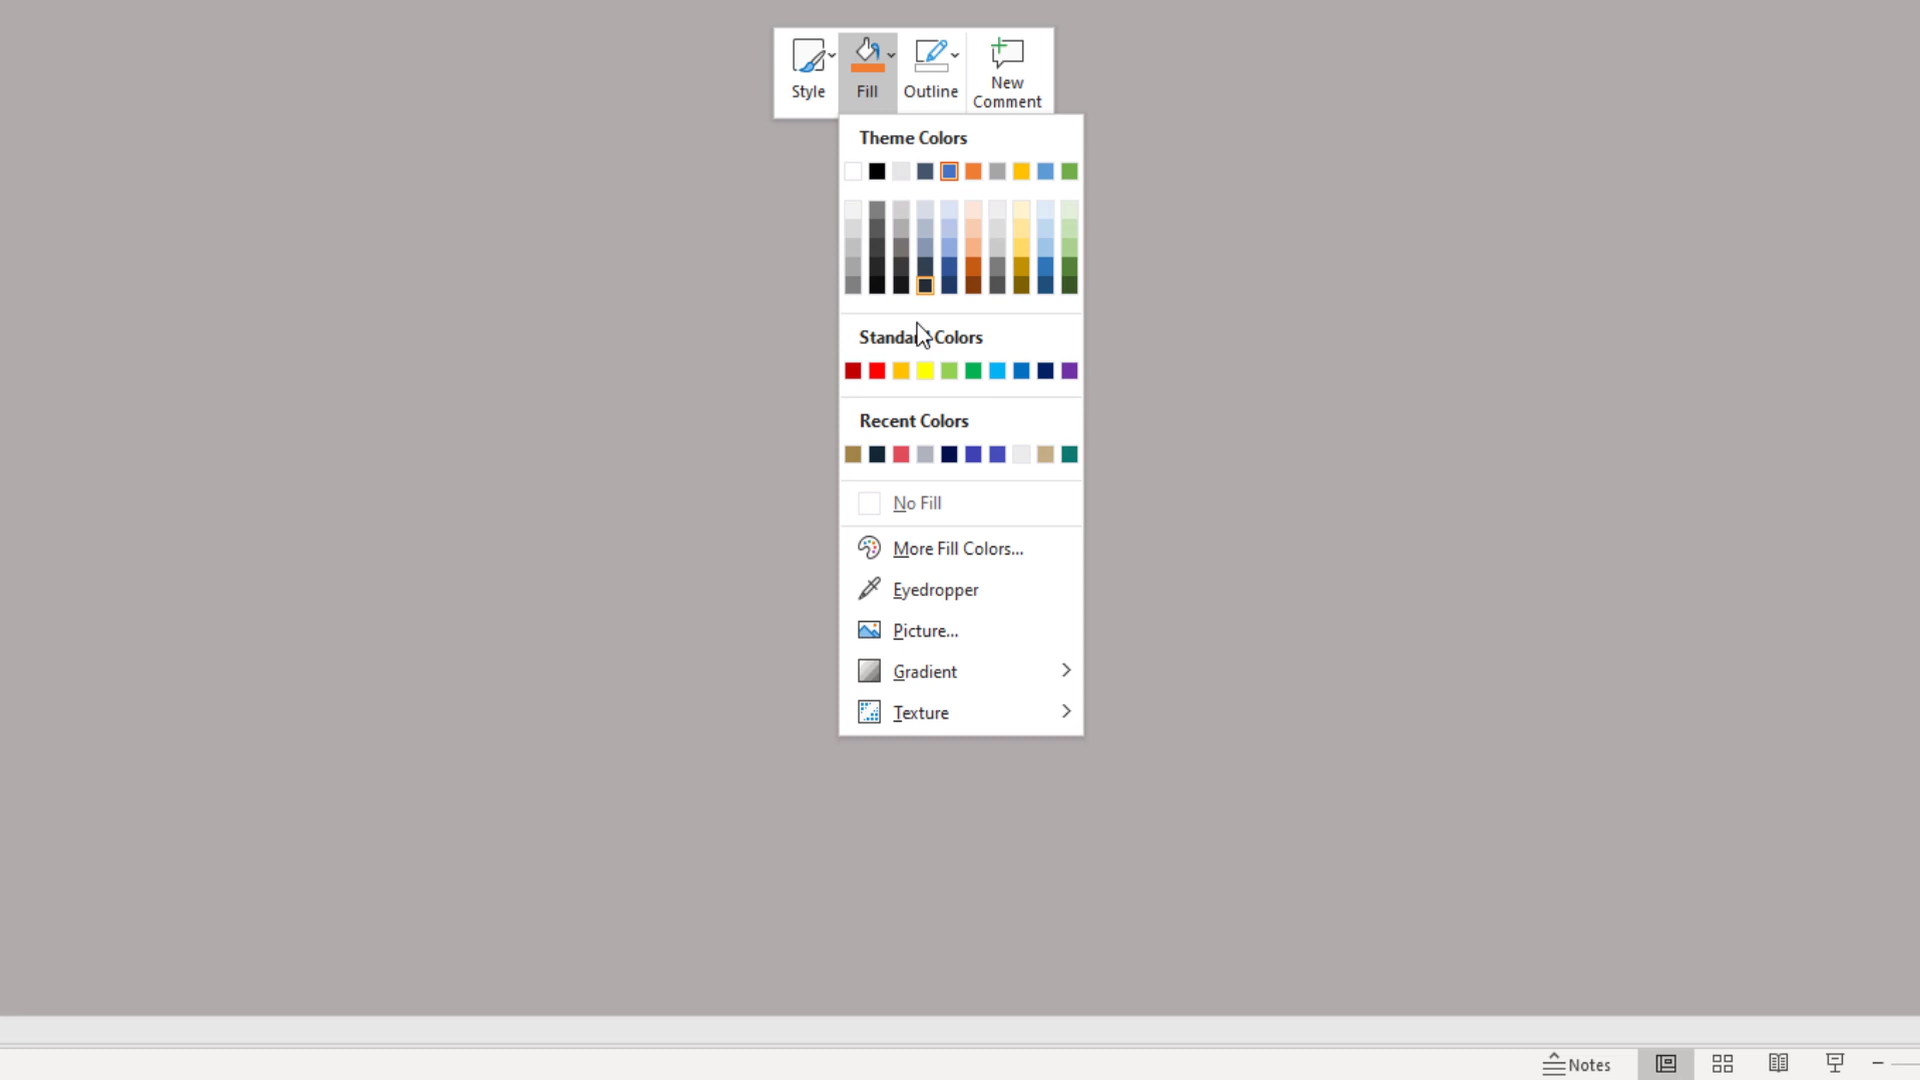 Style
Fill
Outline
New
Comment
Theme Colors
Standard Colors
Recent Colors
No Fill
More Fill Colors...
Eyedropper
Picture...
Gradient
Texture
Notes